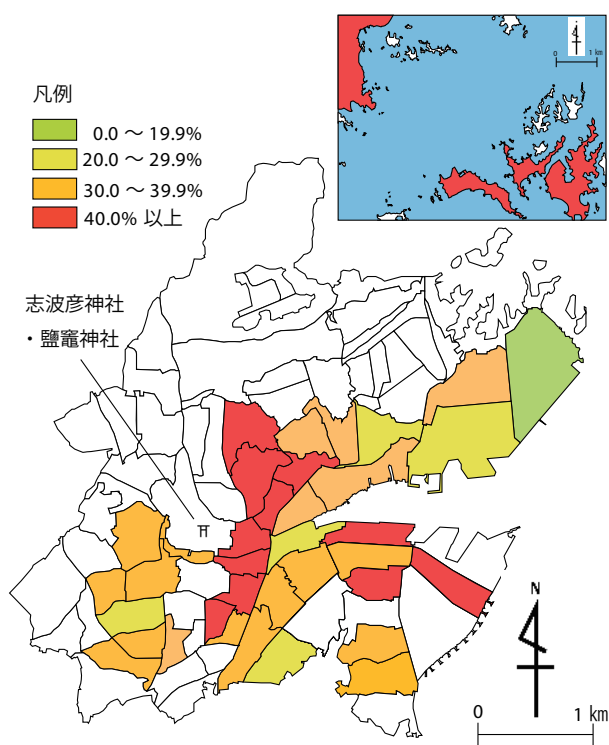 凡例
0.0 ～ 19.9%
20.0 ～ 29.9%
30.0 ～ 39.9%
40.0% 以上
0 1 km
志波彦神社
・鹽竈神社
N
0 1 km